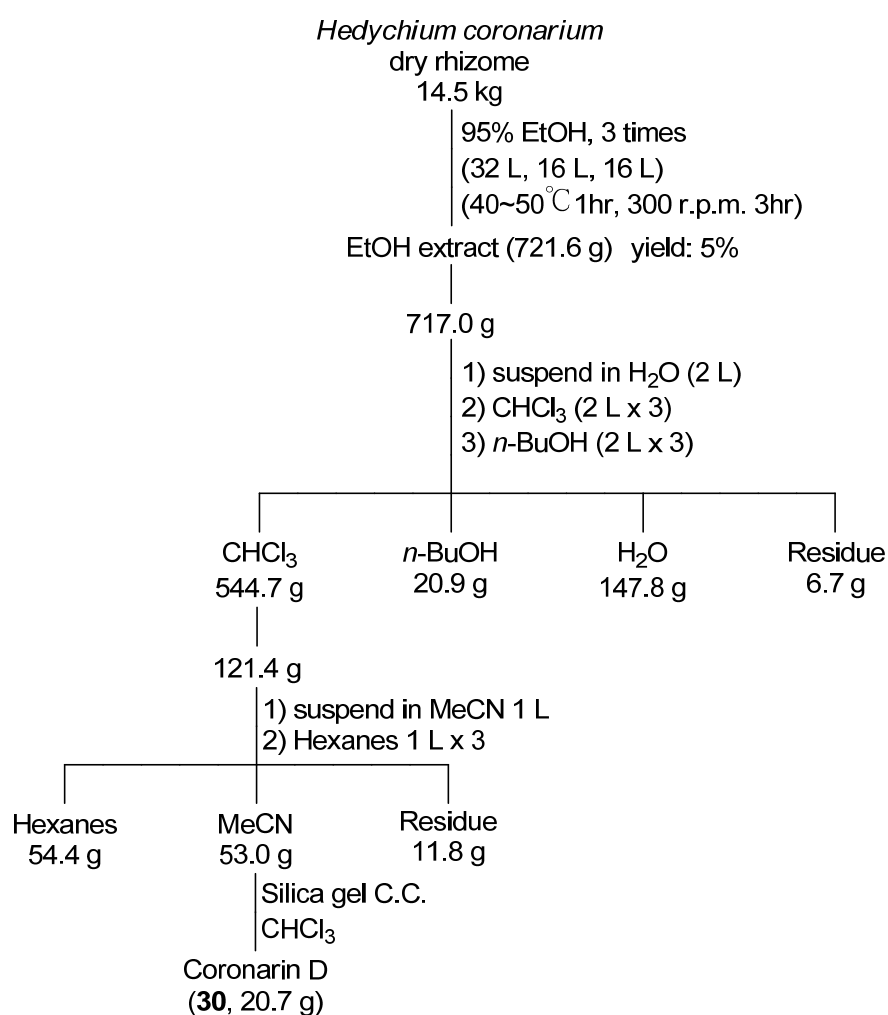 Hedychium coronarium
dry rhizome
14.5 kg
95% EtOH, 3 times
(32 L, 16 L, 16 L)
(40~50℃ 1hr, 300 r.p.m. 3hr)
EtOH extract (721.6 g) yield: 5%
717.0 g
1) suspend in H₂O (2 L)
2) CHCl₃ (2 L x 3)
3) n-BuOH (2 L x 3)
CHCl₃ n-BuOH H₂O Residue
544.7 g 20.9 g 147.8 g 6.7 g
121.4 g
1) suspend in MeCN 1 L
2) Hexanes 1 L x 3
Hexanes MeCN Residue
54.4 g 53.0 g 11.8 g
Silica gel C.C.
CHCl₃
Coronarin D
(30, 20.7 g)